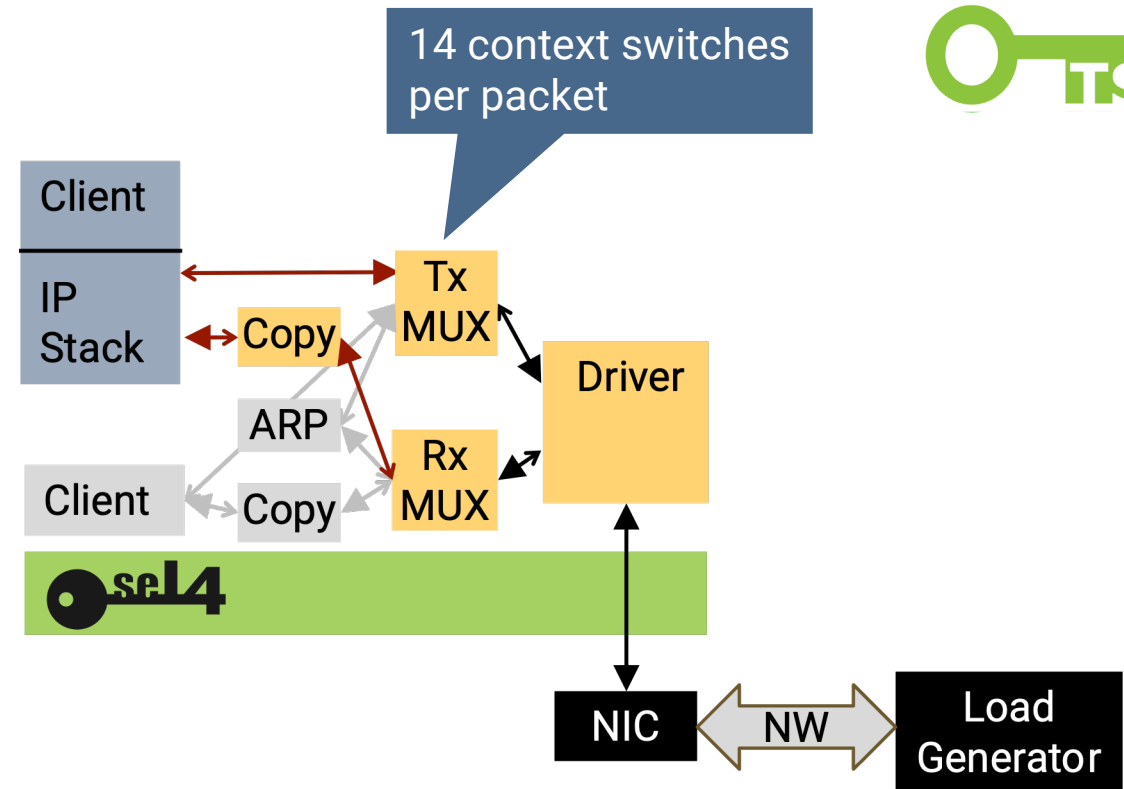 14 context switches
per packet
Client
IP
Stack
Copy
Tx
MUX
Driver
ARP
Rx
MUX
Client
Copy
seL4
NIC
NW
Load
Generator